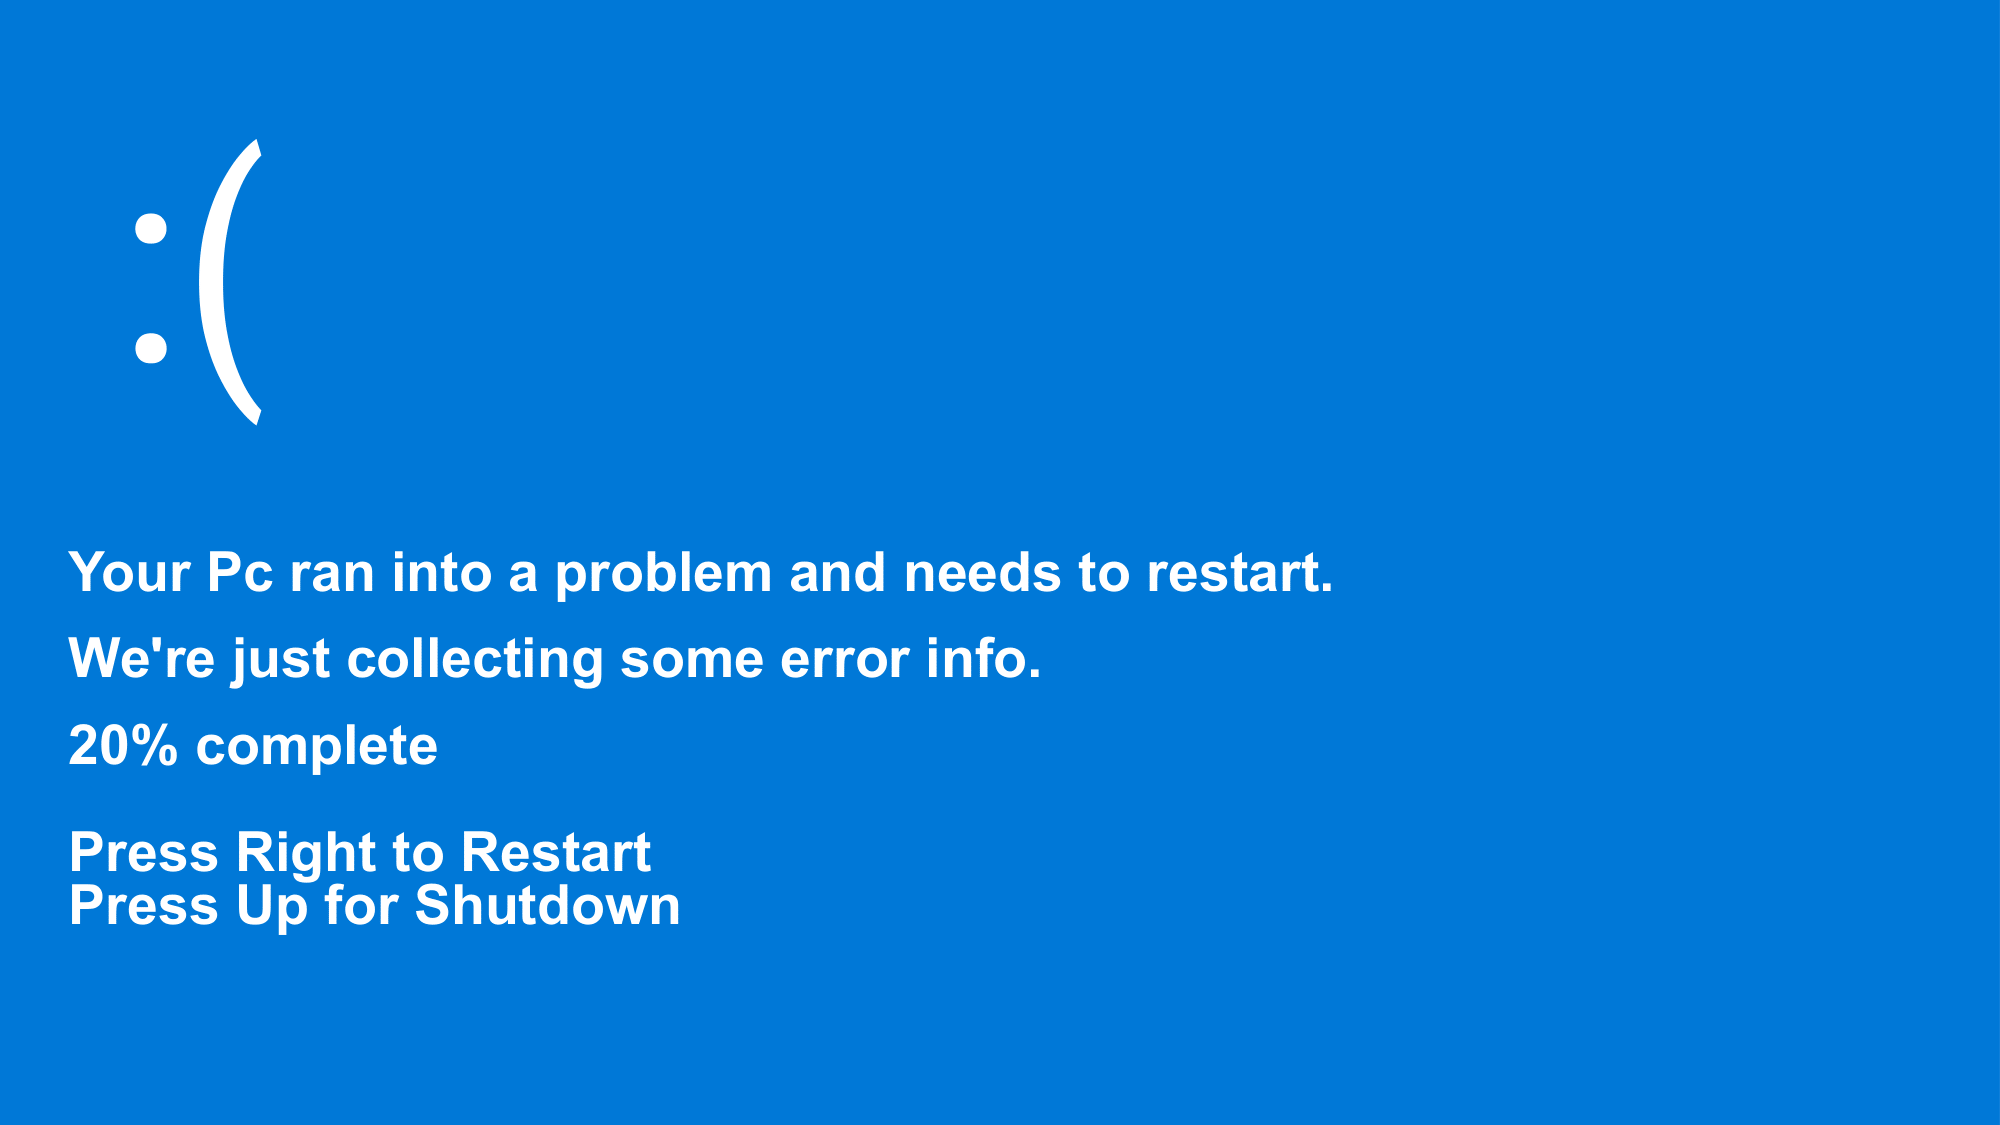 :(
Your Pc ran into a problem and needs to restart.
We're just collecting some error info.
20% complete
Press Right to Restart
Press Up for Shutdown